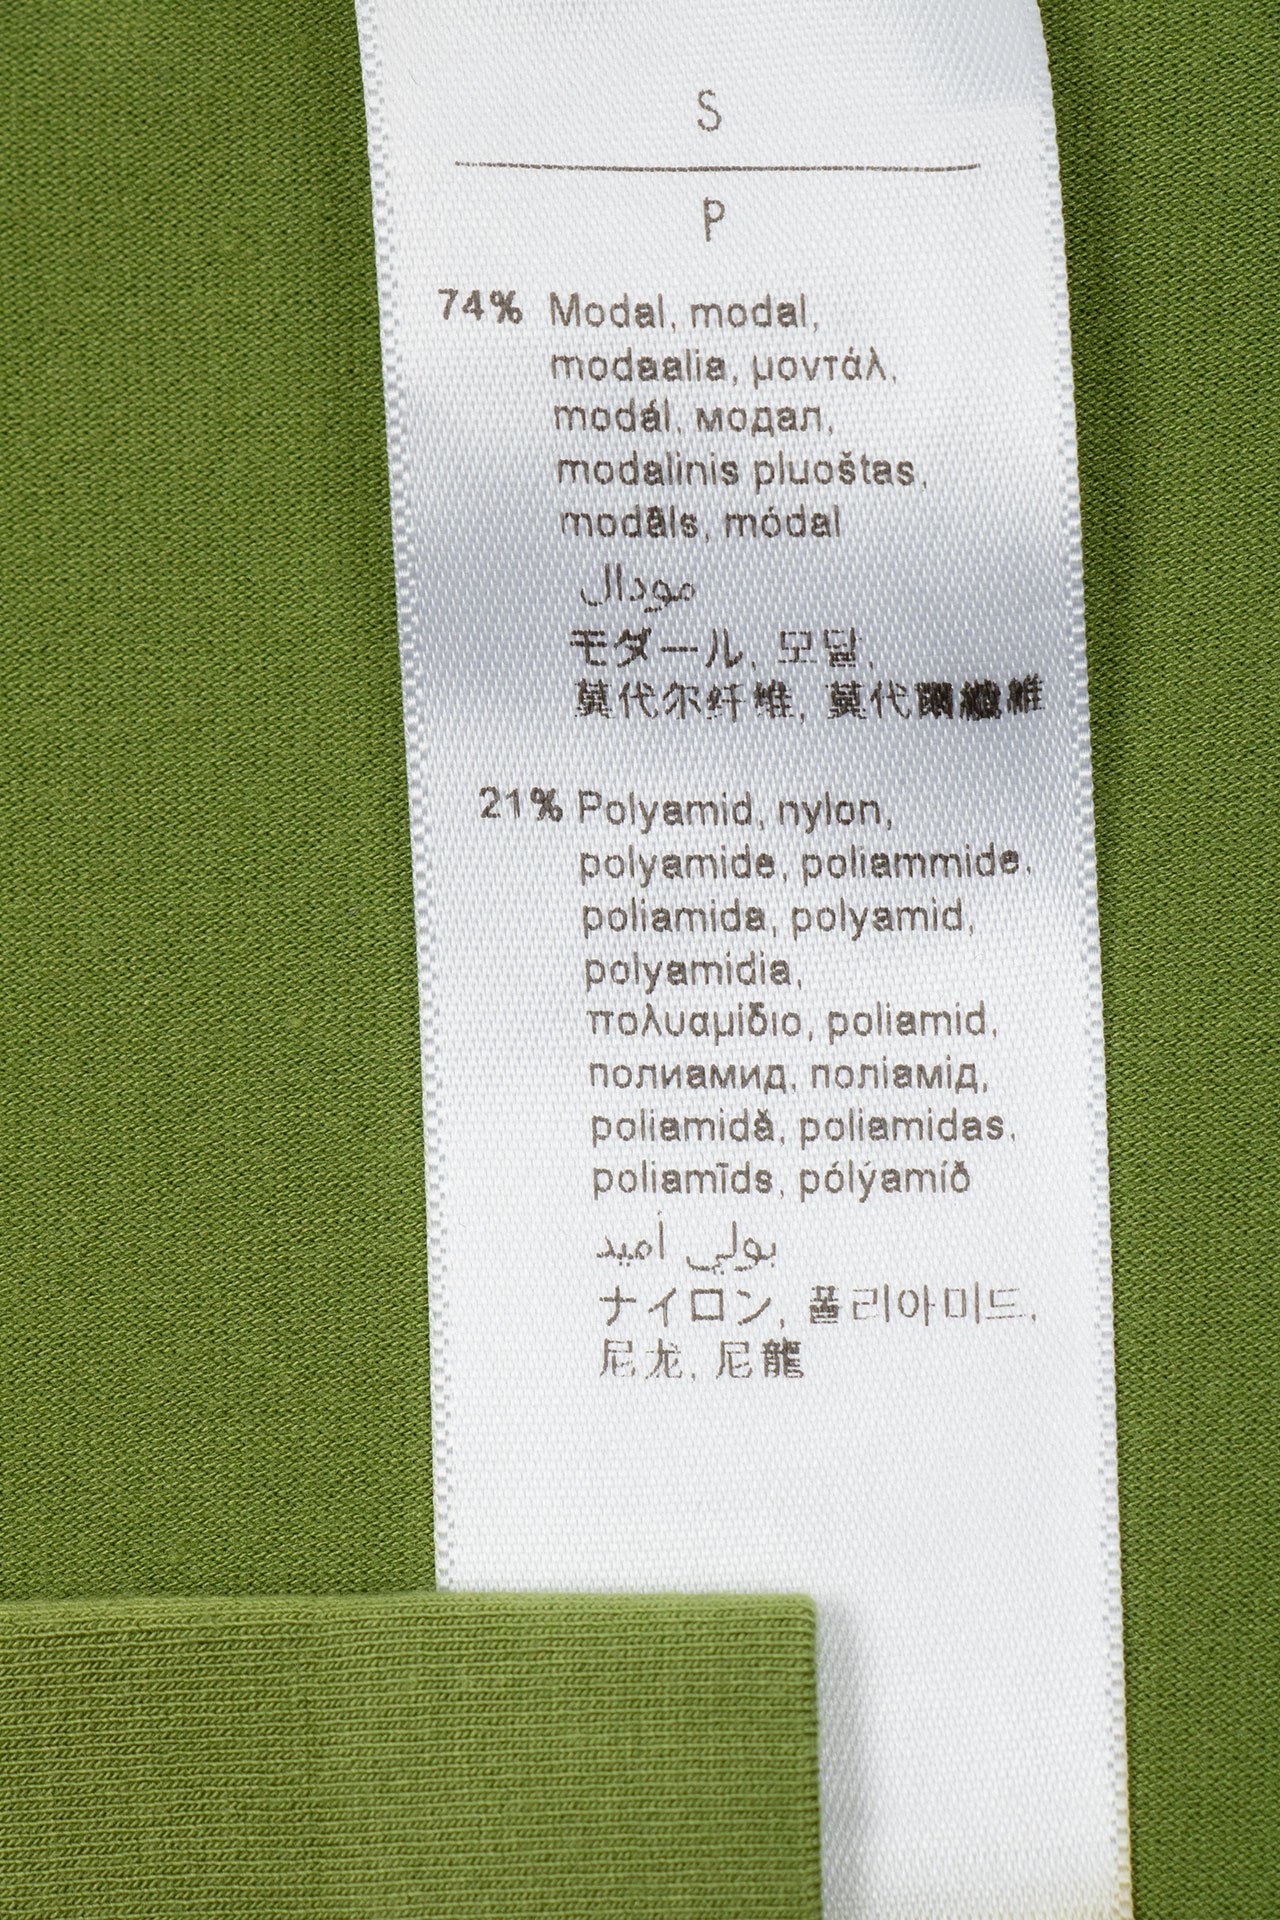 S
P
74% Modal, modal,
modaalia, μοντάλ,
modál, модал,
modalinis pluoštas,
modāls, módal
مودال
モダール, 모달,
莫代尔纤维, 莫代爾纖維
21% Polyamid, nylon,
polyamide, poliammide,
poliamida, polyamid,
polyamidia,
πολυαμίδιο, poliamid,
полиамид, поліамід,
poliamidă, poliamidas,
poliamīds, pólýamíð
بولي أميد
ナイロン, 폴리아미드,
尼龙, 尼龍